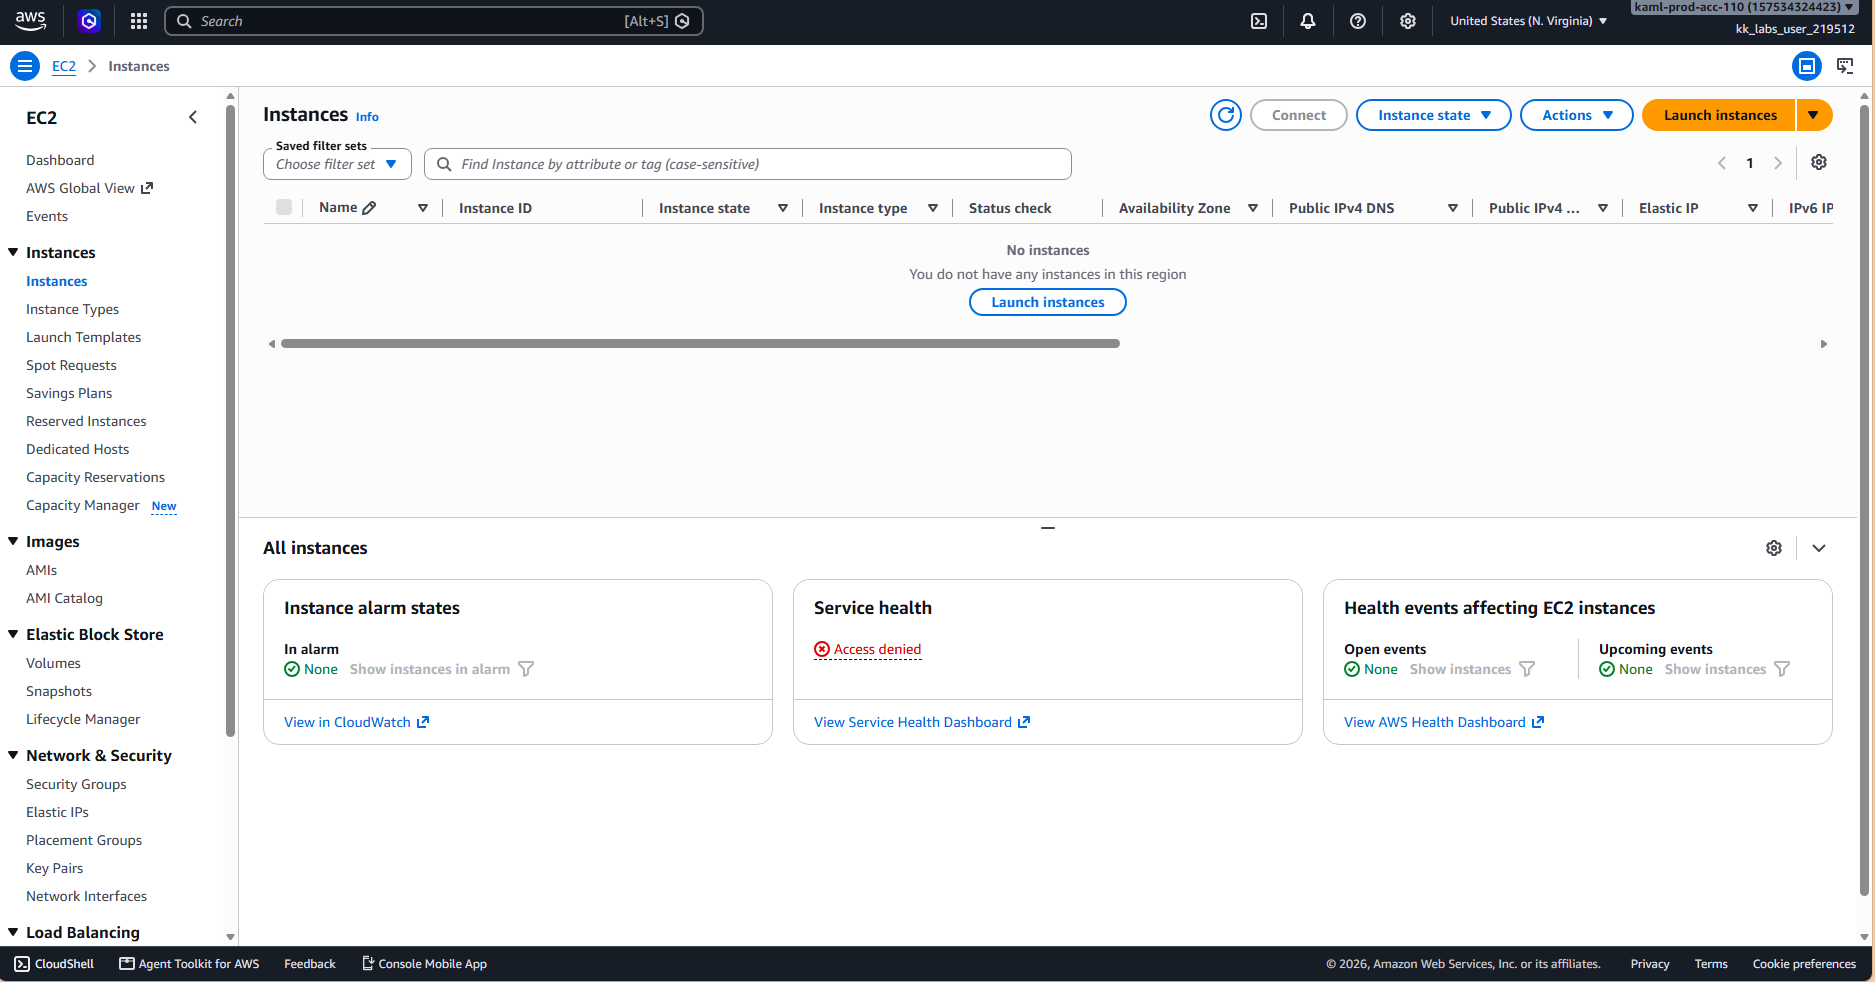 aws
Search [Alt+S]
United States (N. Virginia)
kaml-prod-acc-110 (157534324423)
kk_labs_user_219512
EC2 Instances
EC2
Dashboard
AWS Global View
Events
Instances
Instances
Instance Types
Launch Templates
Spot Requests
Savings Plans
Reserved Instances
Dedicated Hosts
Capacity Reservations
Capacity Manager New
Images
AMIs
AMI Catalog
Elastic Block Store
Volumes
Snapshots
Lifecycle Manager
Network & Security
Security Groups
Elastic IPs
Placement Groups
Key Pairs
Network Interfaces
Load Balancing
Instances Info
Connect Instance state Actions Launch instances
Saved filter sets
Choose filter set Find Instance by attribute or tag (case-sensitive) 1
Name Instance ID Instance state Instance type Status check Availability Zone Public IPv4 DNS Public IPv4 ... Elastic IP IPv6 IP
No instances
You do not have any instances in this region
Launch instances
All instances
Instance alarm states
In alarm
None Show instances in alarm
View in CloudWatch
Service health
Access denied
View Service Health Dashboard
Health events affecting EC2 instances
Open events Upcoming events
None Show instances None Show instances
View AWS Health Dashboard
CloudShell Agent Toolkit for AWS Feedback Console Mobile App © 2026, Amazon Web Services, Inc. or its affiliates. Privacy Terms Cookie preferences